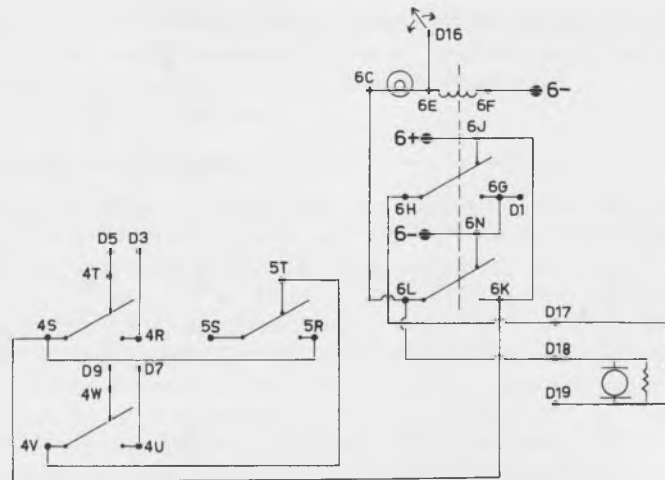 D16
6C
6E
6F
6-
6+
6J
6H
6G
D1
6-
6N
D5
D3
4T
5T
6L
6K
4S
4R
5S
5R
D17
D18
D9
D7
4W
D19
4V
4U